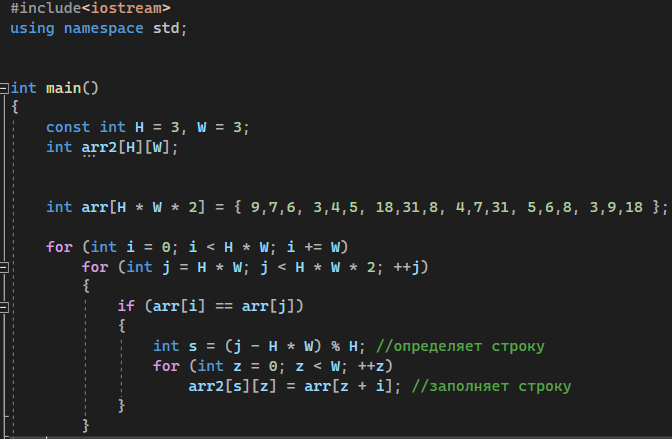 #include<iostream>
using namespace std;
int main()
{
const int H = 3, W = 3;
int arr2[H][W];
int arr[H * W * 2] = { 9,7,6, 3,4,5, 18,31,8, 4,7,31, 5,6,8, 3,9,18 };
for (int i = 0; i < H * W; i += W)
for (int j = H * W; j < H * W * 2; ++j)
{
if (arr[i] == arr[j])
{
int s = (j - H * W) % H; //определяет строку
for (int z = 0; z < W; ++z)
arr2[s][z] = arr[z + i]; //заполняет строку
}
}